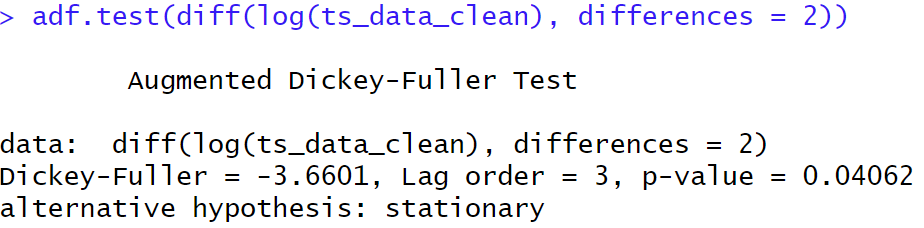 > adf.test(diff(log(ts_data_clean), differences = 2))
Augmented Dickey-Fuller Test
data:  diff(log(ts_data_clean), differences = 2)
Dickey-Fuller = -3.6601, Lag order = 3, p-value = 0.04062
alternative hypothesis: stationary